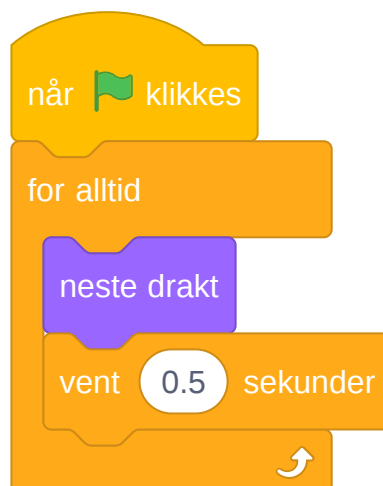 når klikkes
for alltid
neste drakt
vent 0.5 sekunder